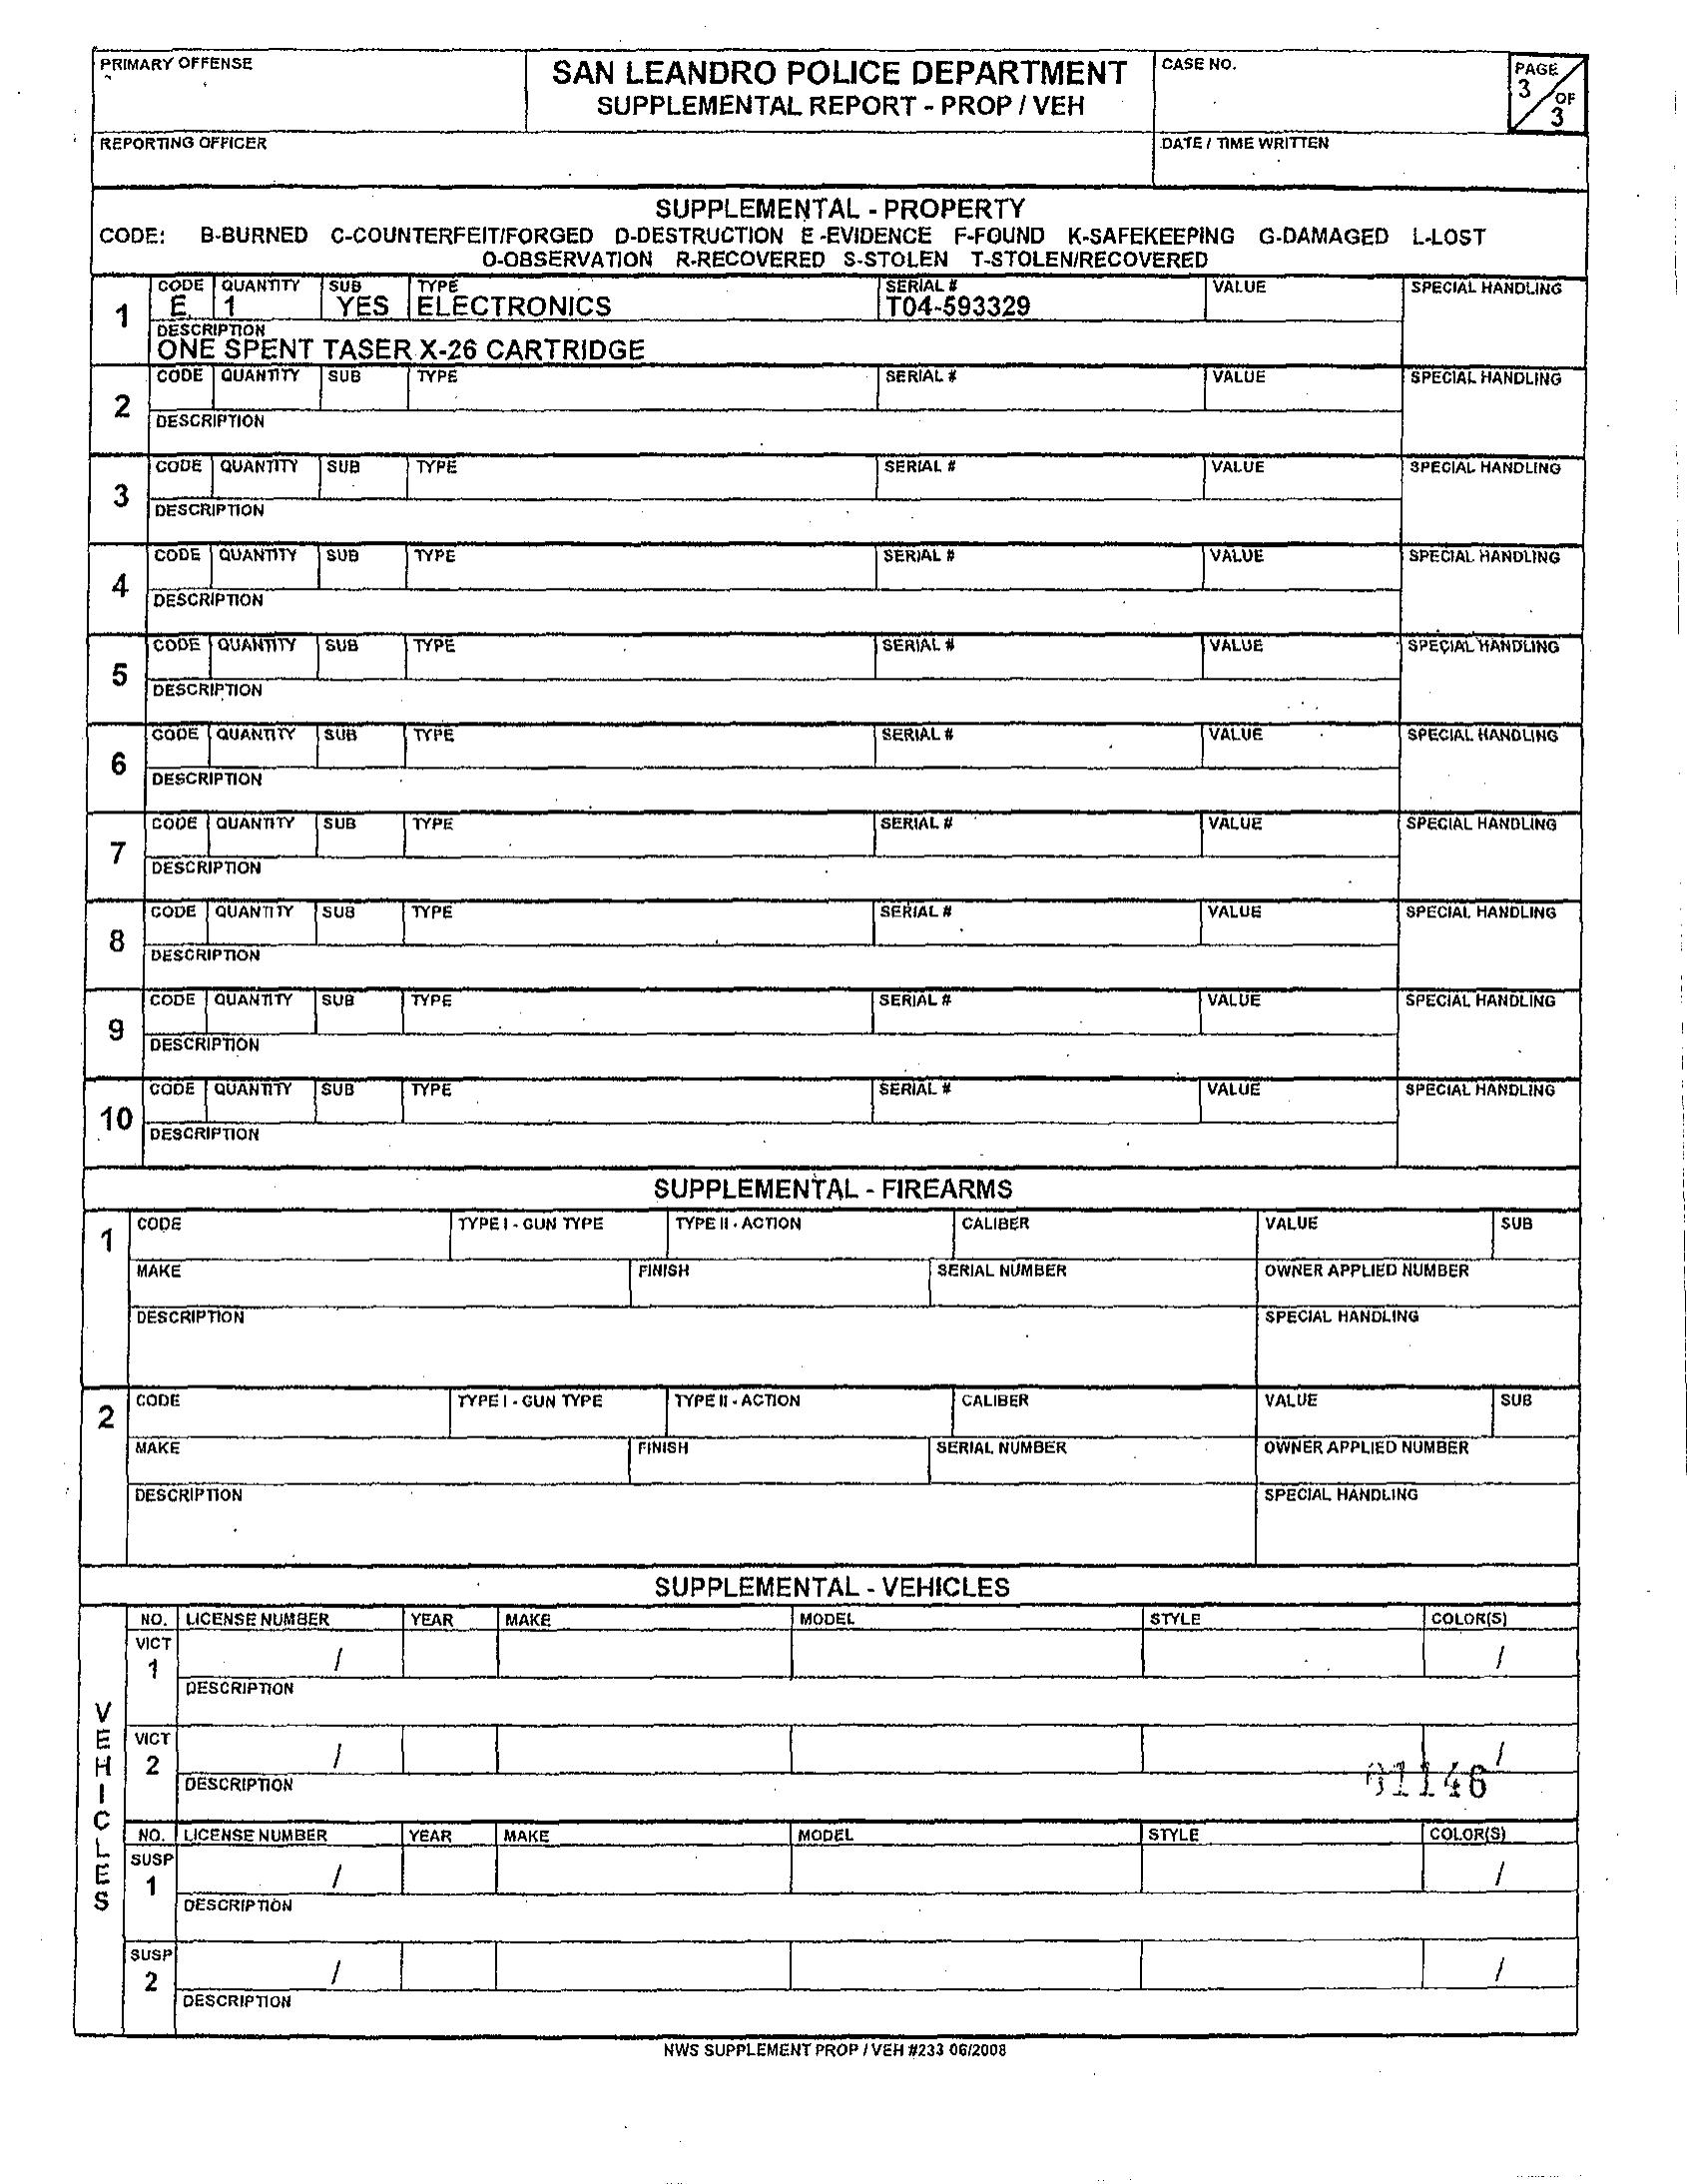 PRIMARY OFFENSE
SAN LEANDRO POLICE DEPARTMENT
SUPPLEMENTAL REPORT - PROP / VEH
CASE NO.
PAGE
3 OF
3
REPORTING OFFICER
DATE / TIME WRITTEN
SUPPLEMENTAL - PROPERTY
CODE: B-BURNED C-COUNTERFEIT/FORGED D-DESTRUCTION E-EVIDENCE F-FOUND K-SAFEKEEPING G-DAMAGED L-LOST
O-OBSERVATION R-RECOVERED S-STOLEN T-STOLEN/RECOVERED
CODE QUANTITY SUB TYPE SERIAL # VALUE SPECIAL HANDLING
1 E 1 YES ELECTRONICS T04-593329
DESCRIPTION
ONE SPENT TASER X-26 CARTRIDGE
CODE QUANTITY SUB TYPE SERIAL # VALUE SPECIAL HANDLING
2
DESCRIPTION
CODE QUANTITY SUB TYPE SERIAL # VALUE SPECIAL HANDLING
3
DESCRIPTION
CODE QUANTITY SUB TYPE SERIAL # VALUE SPECIAL HANDLING
4
DESCRIPTION
CODE QUANTITY SUB TYPE SERIAL # VALUE SPECIAL HANDLING
5
DESCRIPTION
CODE QUANTITY SUB TYPE SERIAL # VALUE SPECIAL HANDLING
6
DESCRIPTION
CODE QUANTITY SUB TYPE SERIAL # VALUE SPECIAL HANDLING
7
DESCRIPTION
CODE QUANTITY SUB TYPE SERIAL # VALUE SPECIAL HANDLING
8
DESCRIPTION
CODE QUANTITY SUB TYPE SERIAL # VALUE SPECIAL HANDLING
9
DESCRIPTION
CODE QUANTITY SUB TYPE SERIAL # VALUE SPECIAL HANDLING
10
DESCRIPTION
SUPPLEMENTAL - FIREARMS
1 CODE TYPE I - GUN TYPE TYPE II - ACTION CALIBER VALUE SUB
MAKE FINISH SERIAL NUMBER OWNER APPLIED NUMBER
DESCRIPTION SPECIAL HANDLING
2 CODE TYPE I - GUN TYPE TYPE II - ACTION CALIBER VALUE SUB
MAKE FINISH SERIAL NUMBER OWNER APPLIED NUMBER
DESCRIPTION SPECIAL HANDLING
SUPPLEMENTAL - VEHICLES
VEHICLES
NO. LICENSE NUMBER YEAR MAKE MODEL STYLE COLOR(S)
VICT
1 / /
DESCRIPTION
VICT
2 / /
01146
DESCRIPTION
NO. LICENSE NUMBER YEAR MAKE MODEL STYLE COLOR(S)
SUSP
1 / /
DESCRIPTION
SUSP
2 / /
DESCRIPTION
NWS SUPPLEMENT PROP / VEH #233 06/2008